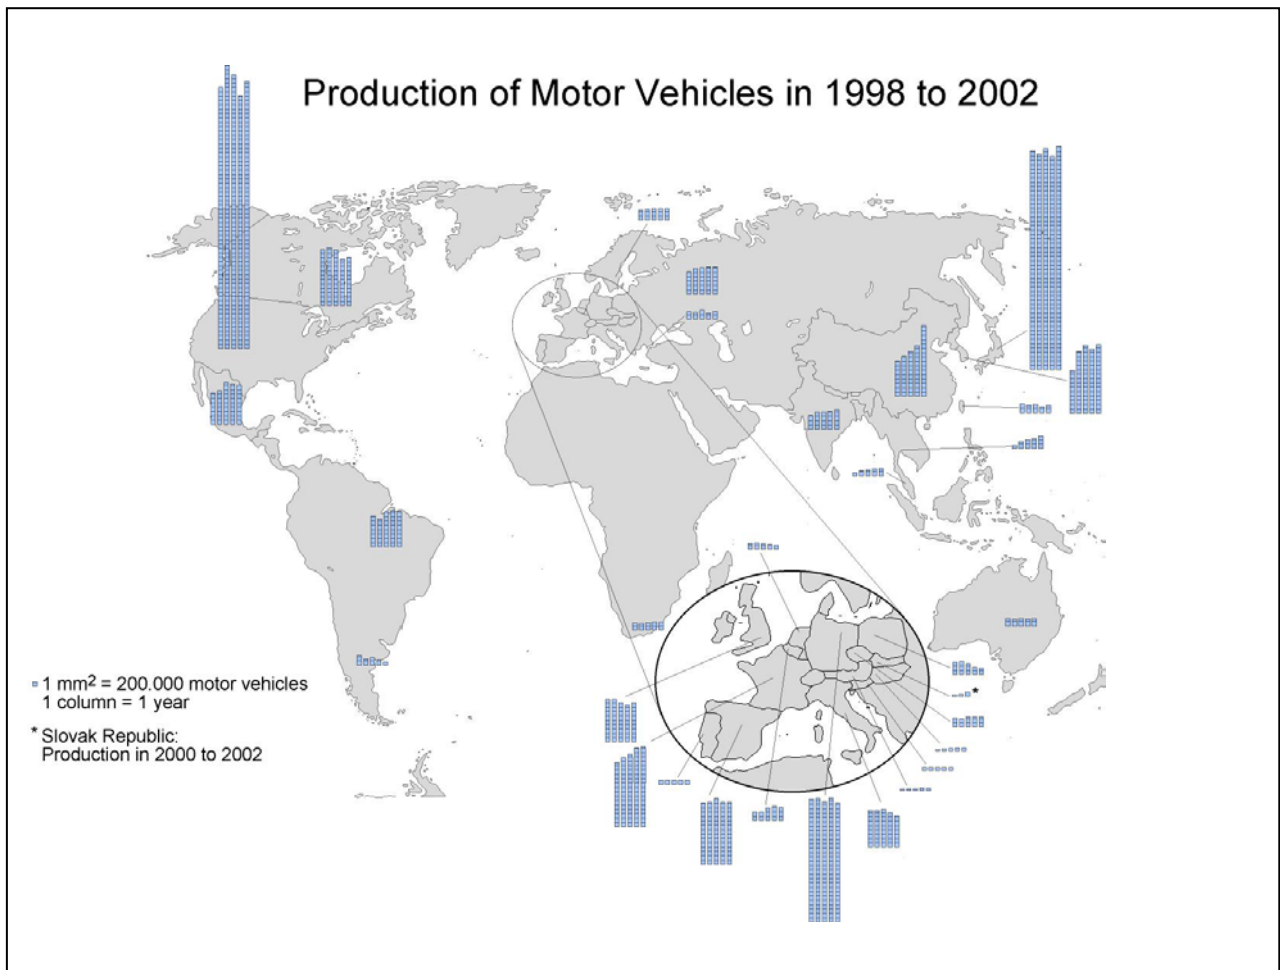 Production of Motor Vehicles in 1998 to 2002
1 mm² = 200.000 motor vehicles
1 column = 1 year
* Slovak Republic:
Production in 2000 to 2002
*